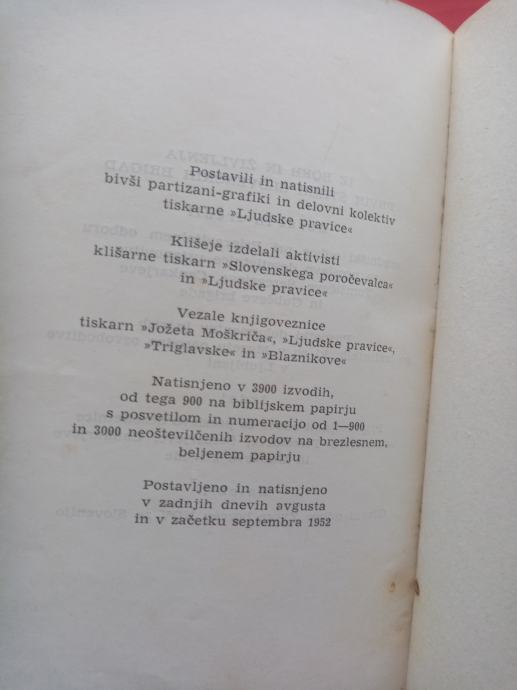 Postavili in natisnili
bivši partizani-grafiki in delovni kolektiv
tiskarne »Ljudske pravice«
Klišeje izdelali aktivisti
klišarne tiskarn »Slovenskega poročevalca«
in »Ljudske pravice«
Vezale knjigoveznice
tiskarn »Jožeta Moškriča«, »Ljudske pravice«,
»Triglavske« in »Blaznikove«
Natisnjeno v 3900 izvodih,
od tega 900 na biblijskem papirju
s posvetilom in numeracijo od 1—900
in 3000 neoštevilčenih izvodov na brezlesnem,
beljenem papirju
Postavljeno in natisnjeno
v zadnjih dnevih avgusta
in v začetku septembra 1952